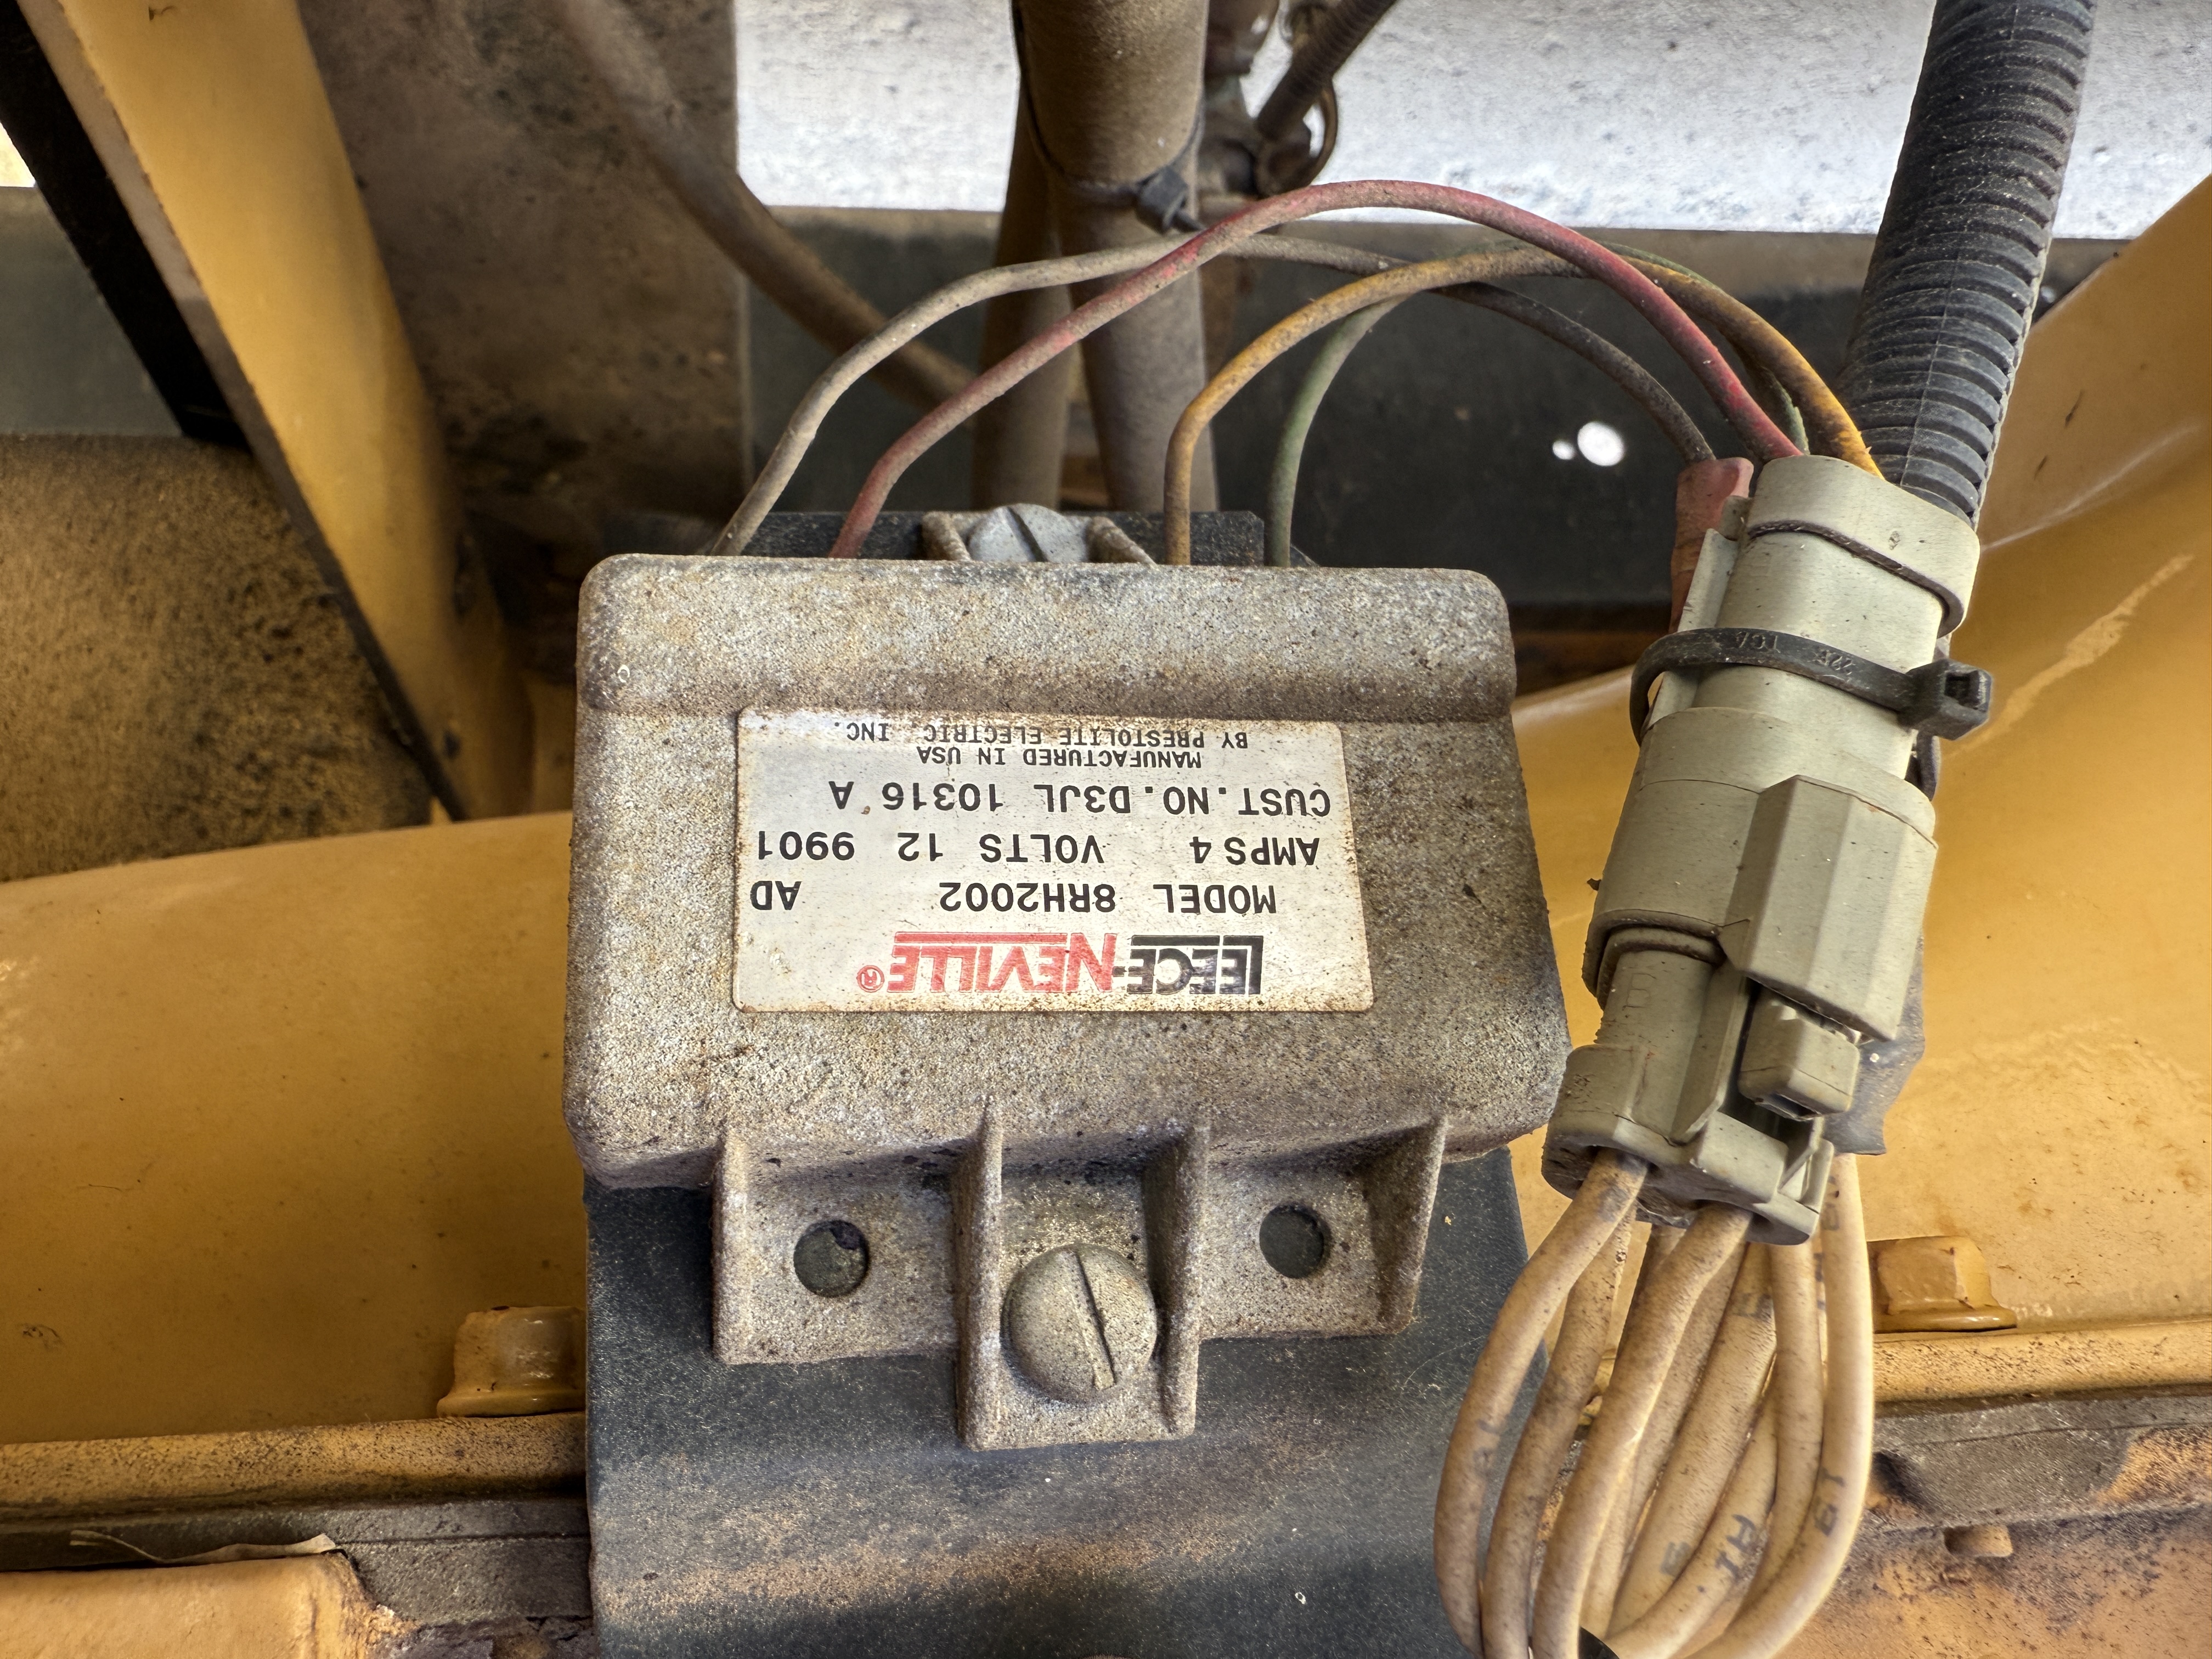 LEECE-NEVILLE®
MODEL 8RH2002 AD
AMPS 4 VOLTS 12 9901
CUST.NO. D3JL 10316 A
MANUFACTURED IN USA
BY PRESTOLITE ELECTRIC, INC.